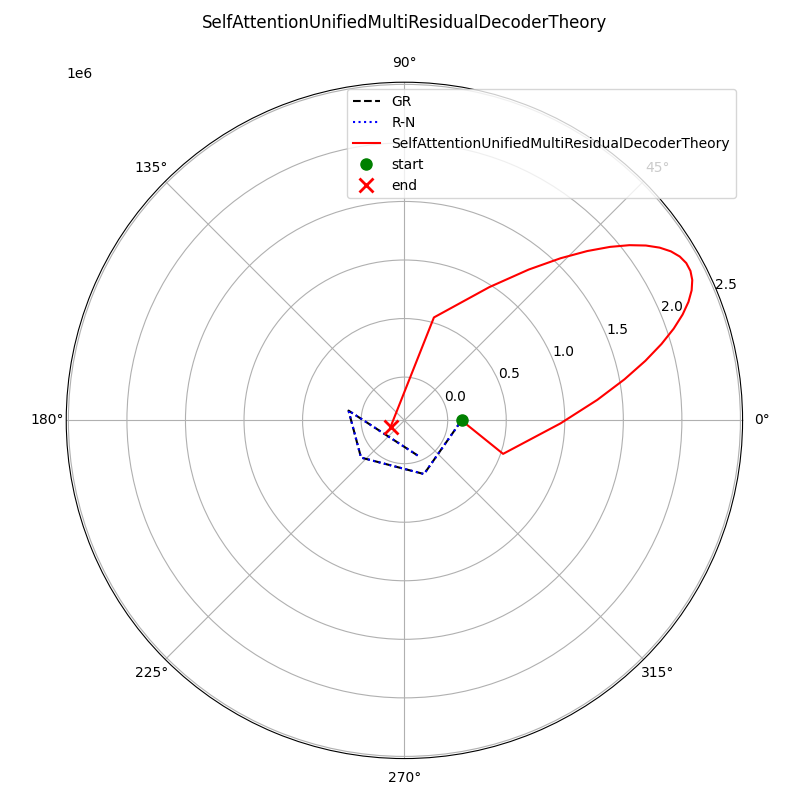 SelfAttentionUnifiedMultiResidualDecoderTheory
1e6
90°
GR
R-N
SelfAttentionUnifiedMultiResidualDecoderTheory
start
end
135°
45°
2.5
2.0
1.5
1.0
0.5
0.0
180°
0°
225°
315°
270°